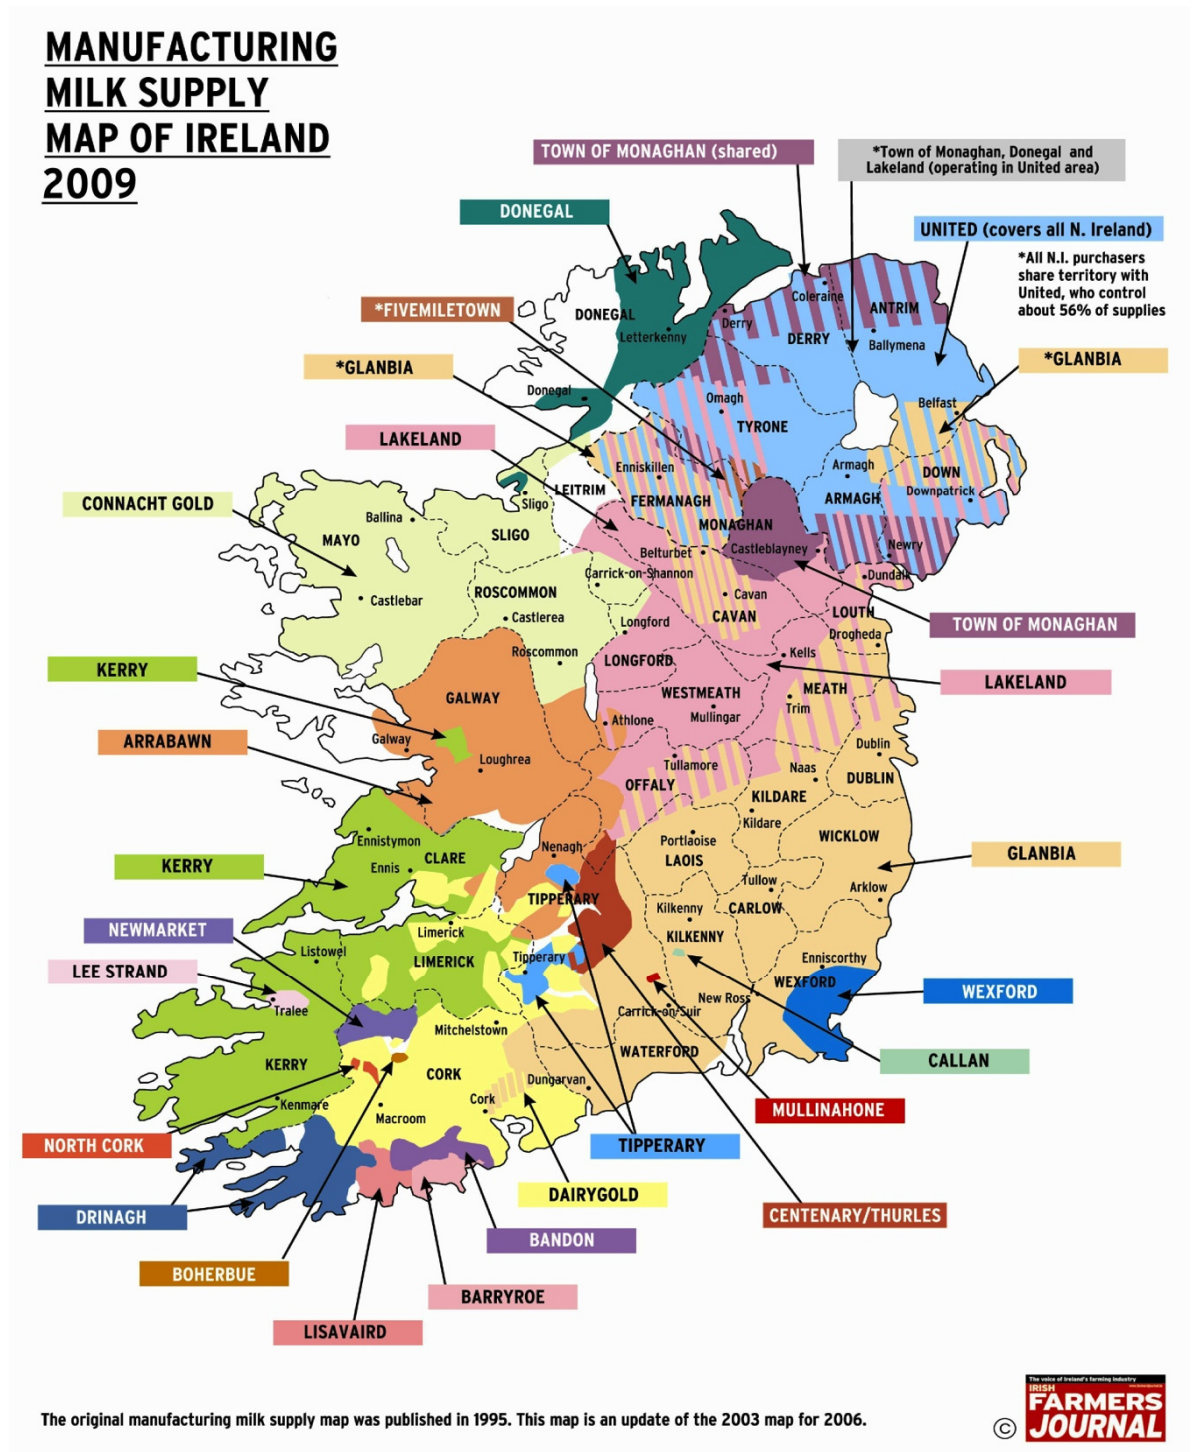 MANUFACTURING
MILK SUPPLY
MAP OF IRELAND
2009
TOWN OF MONAGHAN (shared)
*Town of Monaghan, Donegal and
Lakeland (operating in United area)
DONEGAL
UNITED (covers all N. Ireland)
*All N.I. purchasers
share territory with
United, who control
about 56% of supplies
*FIVEMILETOWN
*GLANBIA
*GLANBIA
LAKELAND
CONNACHT GOLD
KERRY
ARRABAWN
KERRY
NEWMARKET
LEE STRAND
NORTH CORK
DRINAGH
BOHERBUE
LISAVAIRD
BARRYROE
BANDON
DAIRYGOLD
TIPPERARY
CENTENARY/THURLES
MULLINAHONE
CALLAN
WEXFORD
GLANBIA
LAKELAND
TOWN OF MONAGHAN
DONEGAL
Letterkenny
Donegal
Coleraine
ANTRIM
Derry
DERRY
Ballymena
Omagh
TYRONE
Belfast
Enniskillen
Armagh
DOWN
FERMANAGH
ARMAGH
Downpatrick
LEITRIM
Sligo
MONAGHAN
Ballina
SLIGO
MAYO
Belturbet
Castleblayney
Newry
Carrick-on-Shannon
Dundalk
ROSCOMMON
Castlebar
Cavan
CAVAN
LOUTH
Castlerea
Longford
Drogheda
Roscommon
LONGFORD
Kells
GALWAY
WESTMEATH
MEATH
Athlone
Mullingar
Trim
Galway
Dublin
Loughrea
Tullamore
Naas
DUBLIN
OFFALY
KILDARE
Kildare
Ennistymon
Portlaoise
WICKLOW
Nenagh
LAOIS
Ennis
CLARE
Tullow
Arklow
TIPPERARY
Kilkenny
CARLOW
Limerick
KILKENNY
Listowel
LIMERICK
Tipperary
Enniscorthy
WEXFORD
New Ross
Tralee
Carrick-on-Suir
Mitchelstown
WATERFORD
KERRY
CORK
Dungarvan
Kenmare
Cork
Macroom
The original manufacturing milk supply map was published in 1995. This map is an update of the 2003 map for 2006.
©
The voice of Ireland's farming industry
IRISH
FARMERS
JOURNAL